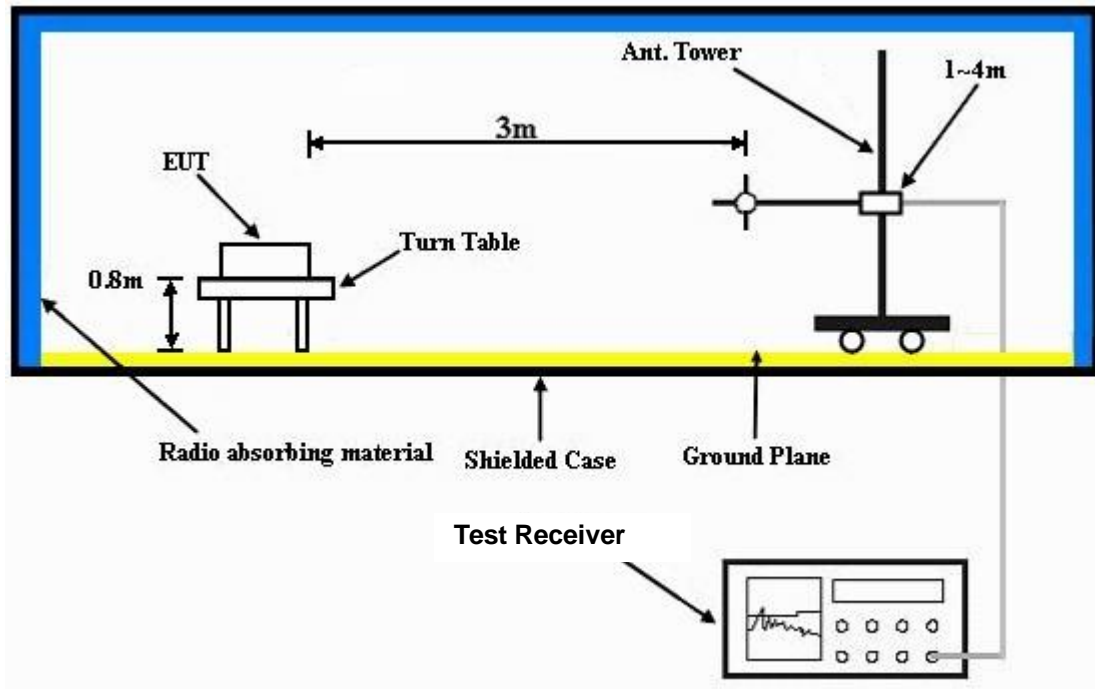 Ant. Tower
1~4m
3m
EUT
Turn Table
0.8m
Radio absorbing material
Shielded Case
Ground Plane
Test Receiver